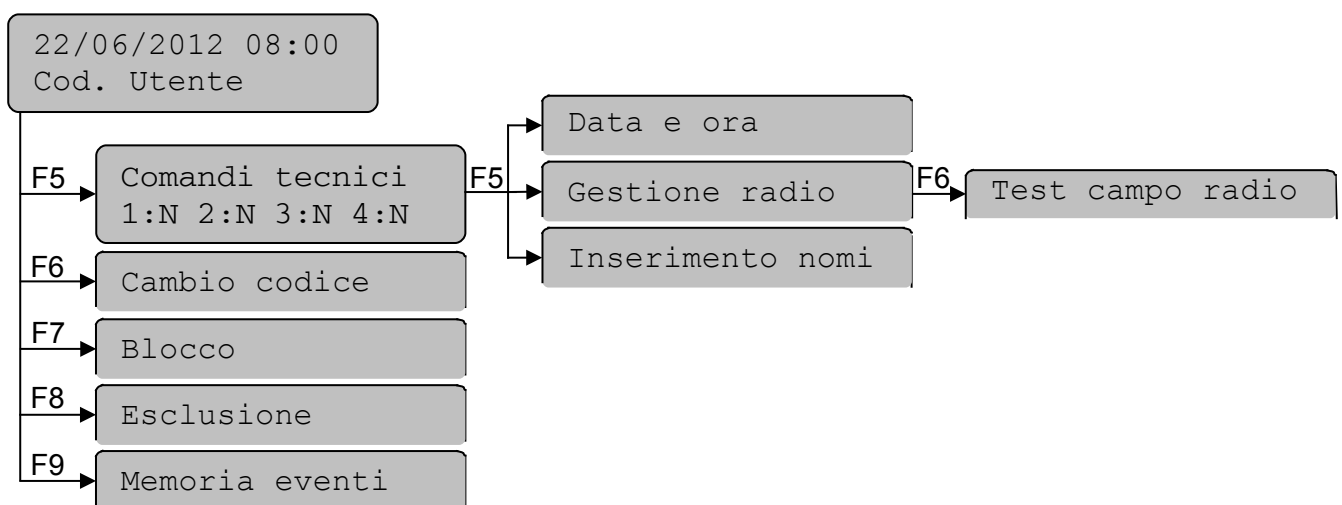 22/06/2012 08:00
Cod. Utente
F5
Comandi tecnici
1:N 2:N 3:N 4:N
F5
Data e ora
Gestione radio
F6
Test campo radio
Inserimento nomi
F6
Cambio codice
F7
Blocco
F8
Esclusione
F9
Memoria eventi